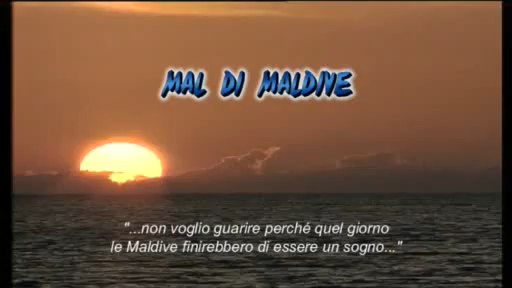 MAL DI MALDIVE
"...non voglio guarire perché quel giorno
le Maldive finirebbero di essere un sogno..."